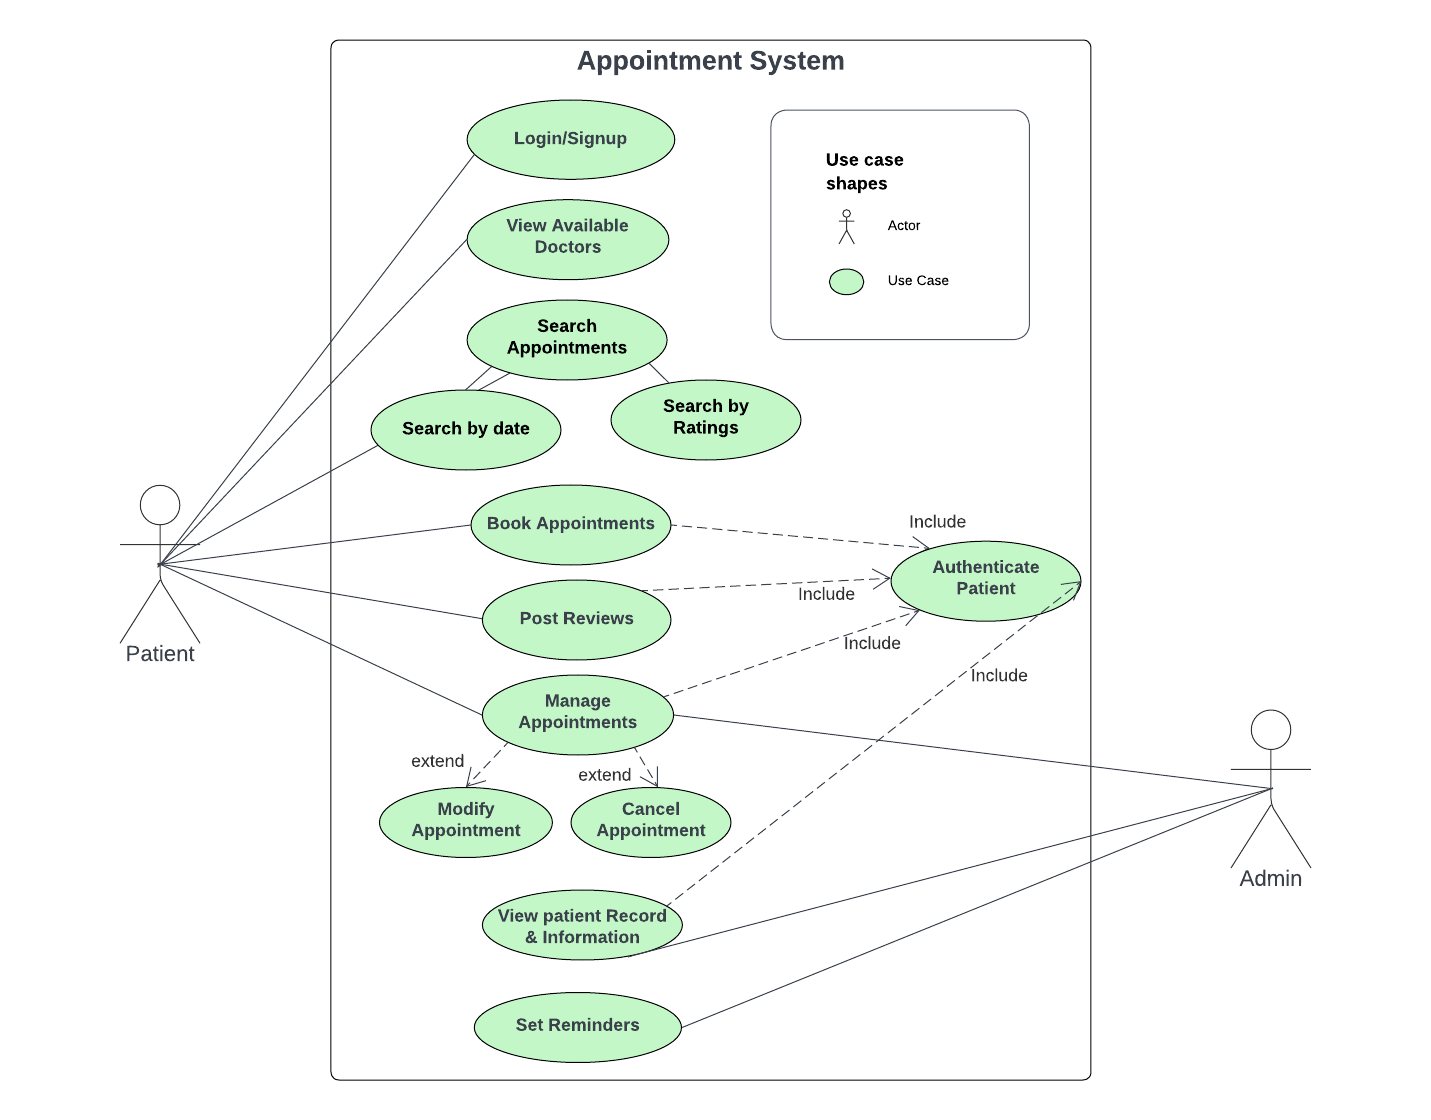 Appointment System
Login/Signup
View Available
Doctors
Search
Appointments
Search by date
Search by
Ratings
Use case
shapes
Actor
Use Case
Book Appointments
Include
Authenticate
Patient
Post Reviews
Include
Include
Include
Patient
Manage
Appointments
extend
extend
Modify
Appointment
Cancel
Appointment
Admin
View patient Record
& Information
Set Reminders